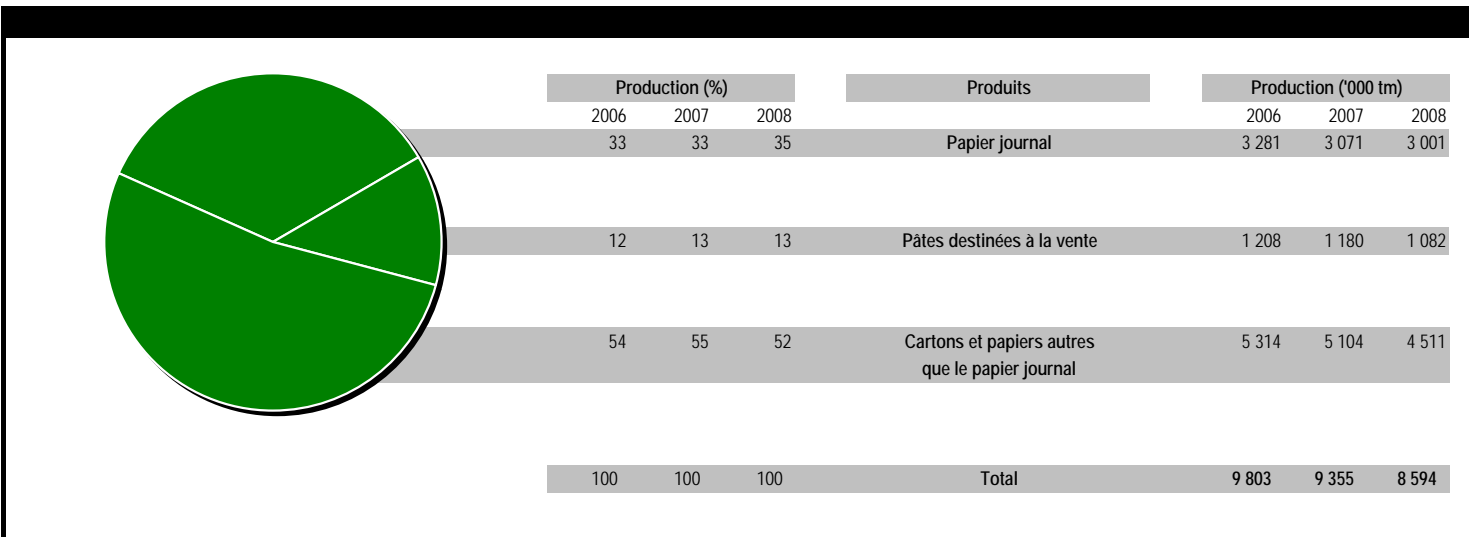 Production (%) Produits Production ('000 tm)
2006 2007 2008 2006 2007 2008
33 33 35 Papier journal 3 281 3 071 3 001
12 13 13 Pâtes destinées à la vente 1 208 1 180 1 082
54 55 52 Cartons et papiers autres 5 314 5 104 4 511
que le papier journal
100 100 100 Total 9 803 9 355 8 594